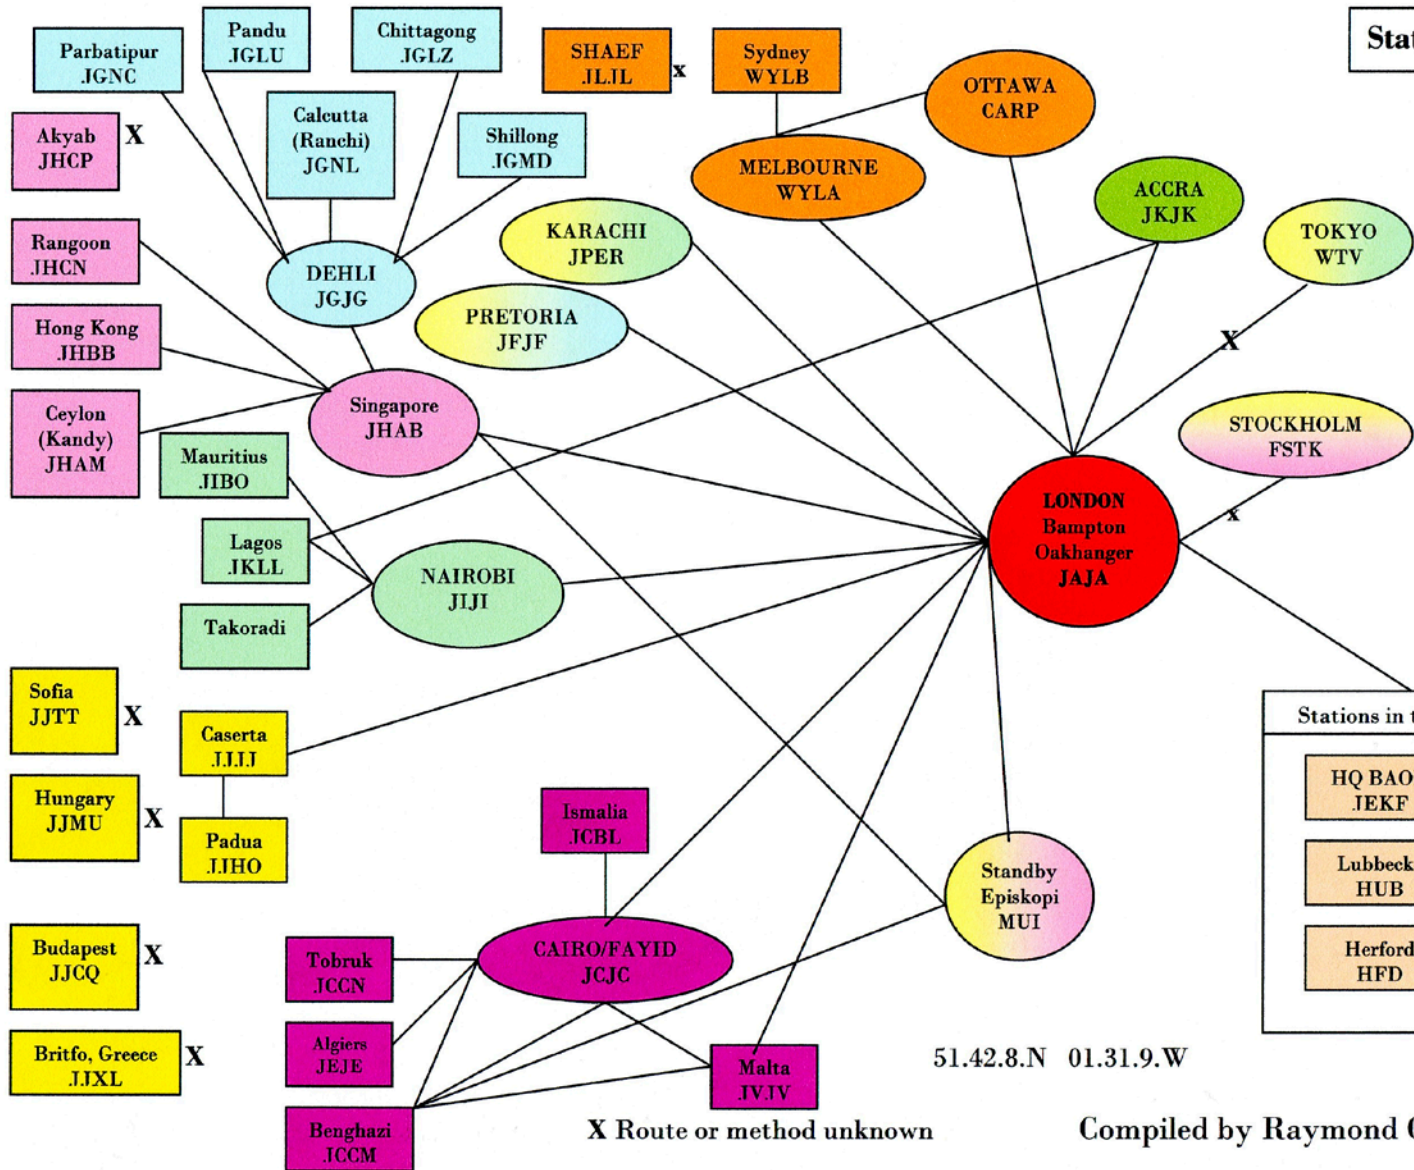 Stat
Parbatipur
JGNC
Pandu
JGLU
Chittagong
JGLZ
SHAEF
JLJL
x
Sydney
WYLB
OTTAWA
CARP
Akyab
JHCP
X
Calcutta
(Ranchi)
JGNL
Shillong
JGMD
MELBOURNE
WYLA
ACCRA
JKJK
Rangoon
JHCN
DEHLI
JGJG
KARACHI
JPER
TOKYO
WTV
X
Hong Kong
JHBB
PRETORIA
JFJF
Ceylon
(Kandy)
JHAM
Singapore
JHAB
STOCKHOLM
FSTK
x
Mauritius
JIBO
LONDON
Bampton
Oakhanger
JAJA
Lagos
JKLL
NAIROBI
JIJI
Takoradi
Sofia
JJTT
X
Caserta
JJJJ
Stations in t
Hungary
JJMU
X
Padua
JJHO
Ismalia
JCBL
HQ BAO
JEKF
Standby
Episkopi
MUI
Lubbeck
HUB
Budapest
JJCQ
X
Tobruk
JCCN
CAIRO/FAYID
JCJC
Herford
HFD
Britfo, Greece
JJXL
X
Algiers
JEJE
Malta
JVJV
51.42.8.N 01.31.9.W
Benghazi
JCCM
X Route or method unknown
Compiled by Raymond